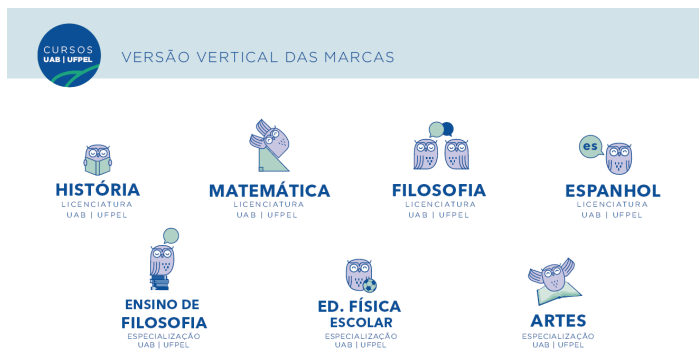 CURSOS
UAB | UFPEL
VERSÃO VERTICAL DAS MARCAS
HISTÓRIA
LICENCIATURA
UAB | UFPEL
MATEMÁTICA
LICENCIATURA
UAB | UFPEL
FILOSOFIA
LICENCIATURA
UAB | UFPEL
es
ESPANHOL
LICENCIATURA
UAB | UFPEL
ENSINO DE
FILOSOFIA
ESPECIALIZAÇÃO
UAB | UFPEL
ED. FÍSICA
ESCOLAR
ESPECIALIZAÇÃO
UAB | UFPEL
ARTES
ESPECIALIZAÇÃO
UAB | UFPEL